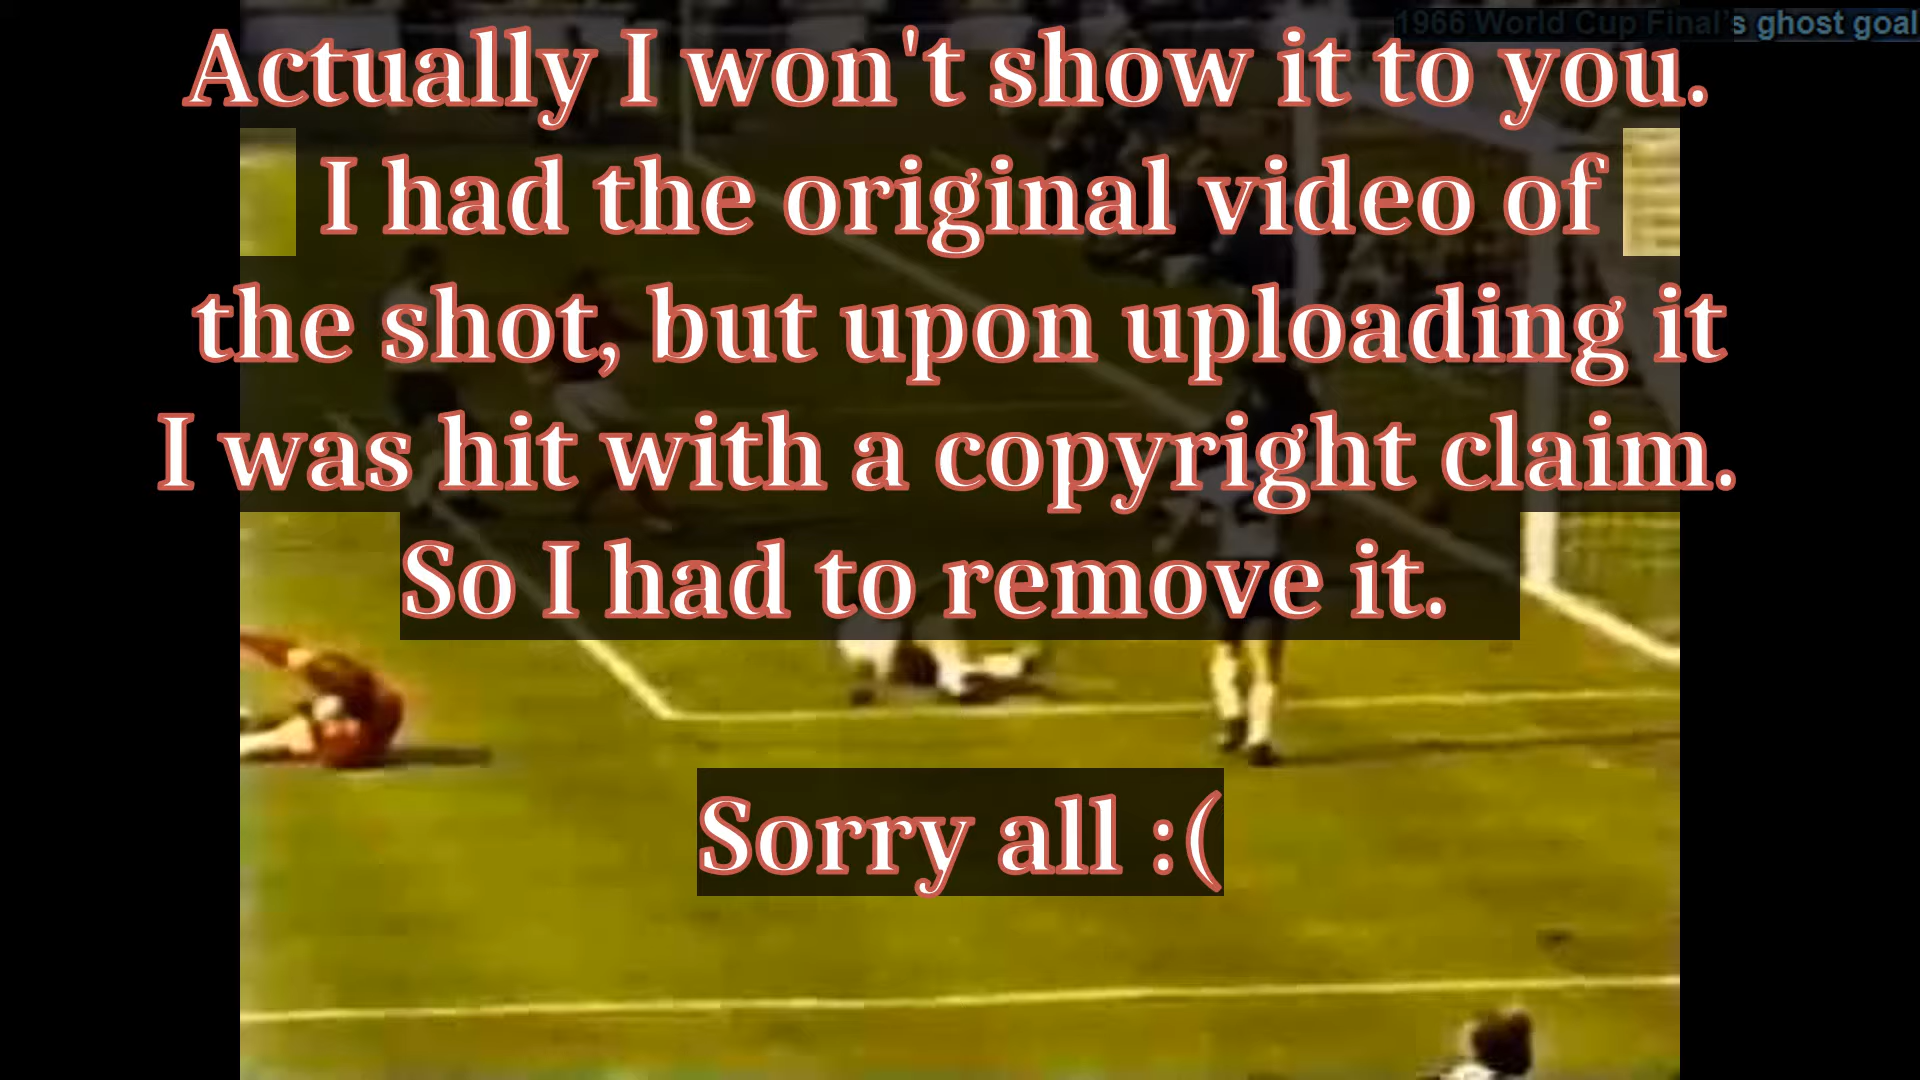 1966 World Cup Final's ghost goal
Actually I won't show it to you.
I had the original video of
the shot, but upon uploading it
I was hit with a copyright claim.
So I had to remove it.
Sorry all :(